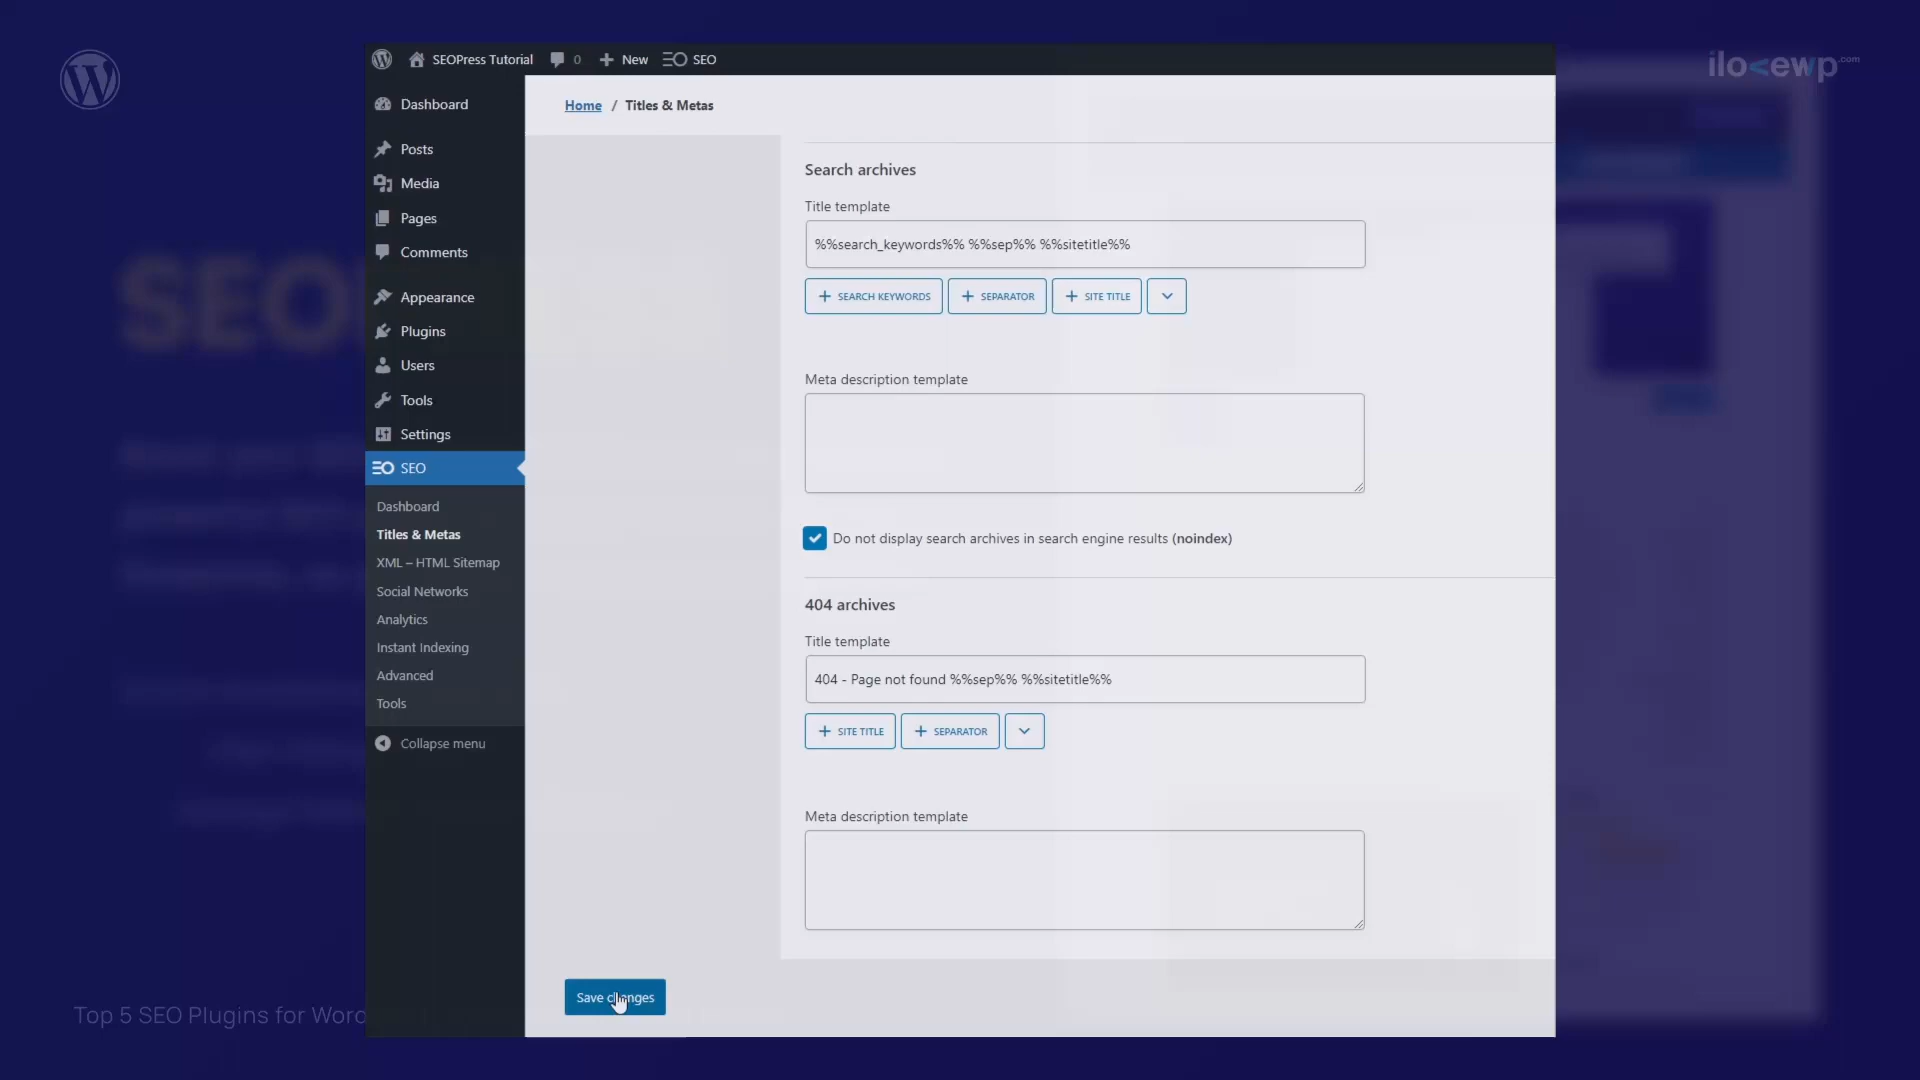 SEOPress Tutorial
0
New
SEO
ilovewp.com
Dashboard
Posts
Media
Pages
Comments
Appearance
Plugins
Users
Tools
Settings
SEO
Dashboard
Titles & Metas
XML – HTML Sitemap
Social Networks
Analytics
Instant Indexing
Advanced
Tools
Collapse menu
Home / Titles & Metas
Search archives
Title template
%%search_keywords%% %%sep%% %%sitetitle%%
+ SEARCH KEYWORDS + SEPARATOR + SITE TITLE
Meta description template
Do not display search archives in search engine results (noindex)
404 archives
Title template
404 - Page not found %%sep%% %%sitetitle%%
+ SITE TITLE + SEPARATOR
Meta description template
Save changes
SEO
Top 5 SEO Plugins for Word